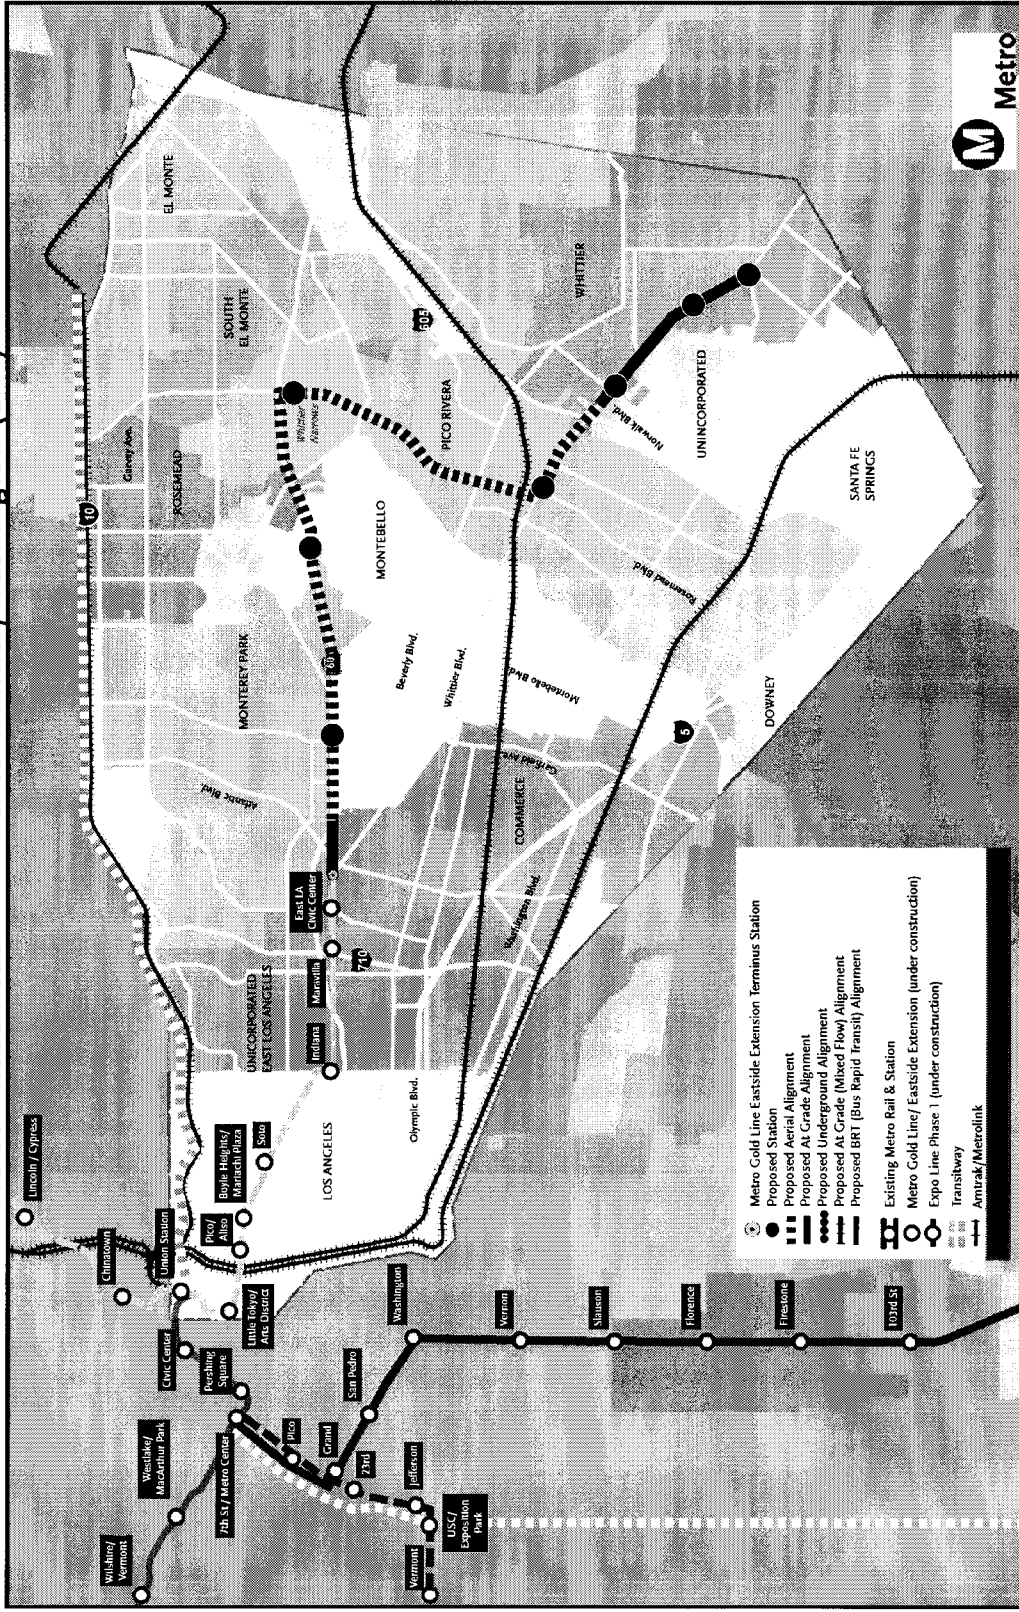 Lincoln / Cypress
Chinatown
Union Station
Civic Center
Pershing
Square
Little Tokyo/
Arts District
Pico/
Aliso
Boyle Heights/
Mariachi Plaza
Soto
Indiana
Maravilla
East LA
Civic Center
Westlake/
MacArthur Park
Wilshire/
Vermont
7th St / Metro Center
Pico
Grand
23rd
San Pedro
Jefferson
USC/
Exposition
Park
Vermont
Washington
Vernon
Slauson
Florence
Firestone
103rd St
LOS ANGELES
Olympic Blvd.
UNICORPORATED
EAST LOS ANGELES
710
Atlantic Blvd.
MONTEREY PARK
60
10
Garvey Ave.
ROSEMEAD
SOUTH
EL MONTE
EL MONTE
Whittier
Narrows
MONTEBELLO
Beverly Blvd.
Whittier Blvd.
Montebello Blvd.
Garfield Ave.
COMMERCE
Washington Blvd.
PICO RIVERA
605
WHITTIER
Norwalk Blvd.
UNINCORPORATED
Rosemead Blvd.
SANTA FE
SPRINGS
DOWNEY
5
Metro Gold Line Eastside Extension Terminus Station
Proposed Station
Proposed Aerial Alignment
Proposed At Grade Alignment
Proposed Underground Alignment
Proposed At Grade (Mixed Flow) Alignment
Proposed BRT (Bus Rapid Transit) Alignment
Existing Metro Rail & Station
Metro Gold Line/ Eastside Extension (under construction)
Expo Line Phase 1 (under construction)
Transitway
Amtrak/Metrolink
M
Metro